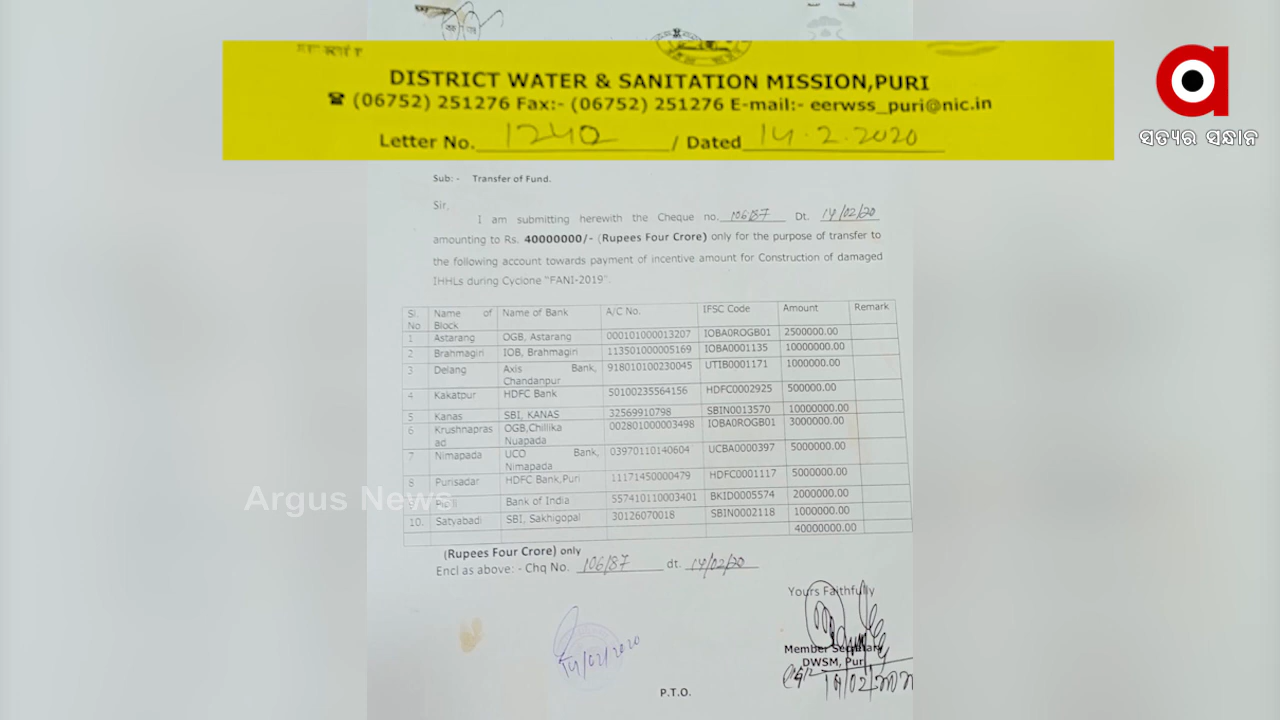 DISTRICT WATER & SANITATION MISSION,PURI
☎ (06752) 251276 Fax:- (06752) 251276 E-mail:- eerwss_puri@nic.in
Letter No. 1240 / Dated 14.2.2020
ସତ୍ୟର ସନ୍ଧାନ
Sub: - Transfer of Fund.
Sir,
I am submitting herewith the Cheque no. 106187 Dt. 14/02/20
amounting to Rs. 40000000/- (Rupees Four Crore) only for the purpose of transfer to
the following account towards payment of incentive amount for Construction of damaged
IHHLs during Cyclone "FANI-2019".
Sl. No Name of Block Name of Bank A/C No. IFSC Code Amount Remark
1 Astarang OGB, Astarang 000101000013207 IOBA0ROGB01 2500000.00
2 Brahmagiri IOB, Brahmagiri 113501000005169 IOBA0001135 10000000.00
3 Delang Axis Bank, Chandanpur 918010100230045 UTIB0001171 1000000.00
4 Kakatpur HDFC Bank 50100235564156 HDFC0002925 500000.00
5 Kanas SBI, KANAS 32569910798 SBIN0013570 10000000.00
6 Krushnapras ad OGB,Chillika Nuapada 002801000003498 IOBA0ROGB01 3000000.00
7 Nimapada UCO Bank, Nimapada 03970110140604 UCBA0000397 5000000.00
8 Purisadar HDFC Bank,Puri 11171450000479 HDFC0001117 5000000.00
Bank of India 557410110003401 BKID0005574 2000000.00
10. Satyabadi SBI, Sakhigopal 30126070018 SBIN0002118 1000000.00
40000000.00
Argus News
(Rupees Four Crore) only
Encl as above: - Chq No. 106187 dt. 14/02/20
Yours Faithfully
14/02/2020
Member Secretary
DWSM, Puri
P.T.O.